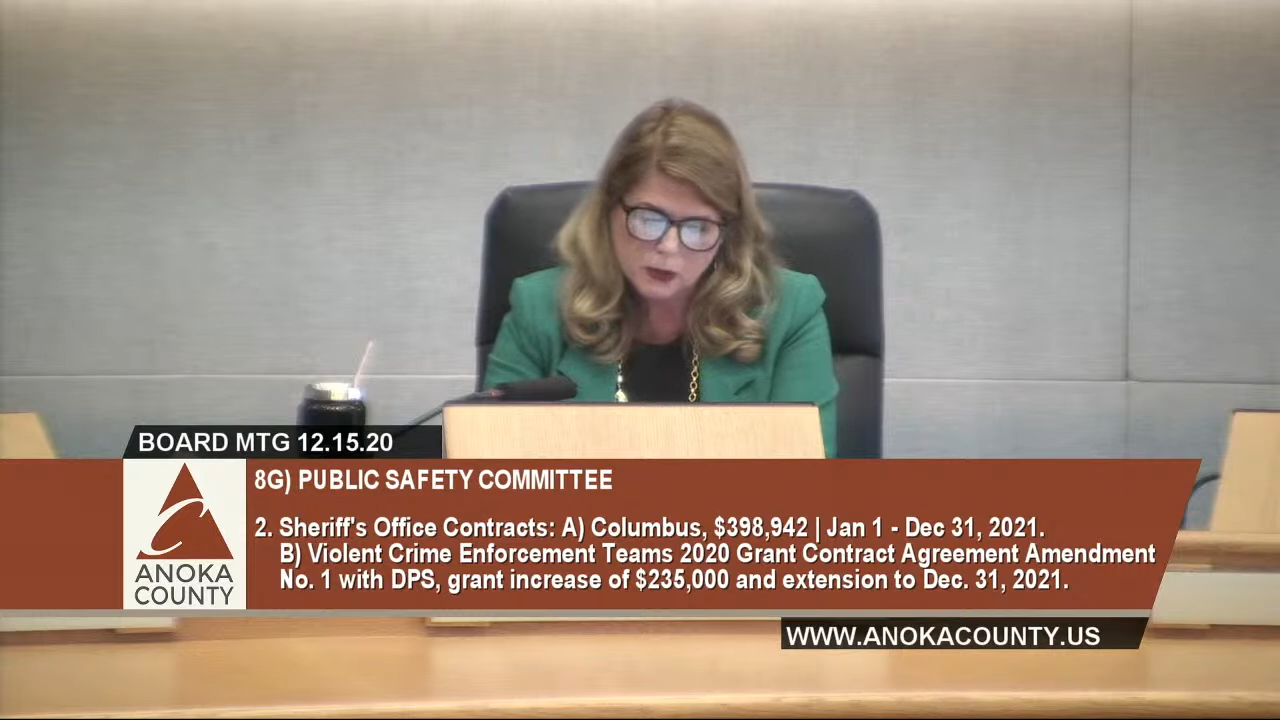 BOARD MTG 12.15.20
8G) PUBLIC SAFETY COMMITTEE
2. Sheriff's Office Contracts: A) Columbus, $398,942 | Jan 1 - Dec 31, 2021.
B) Violent Crime Enforcement Teams 2020 Grant Contract Agreement Amendment
No. 1 with DPS, grant increase of $235,000 and extension to Dec. 31, 2021.
ANOKA
COUNTY
WWW.ANOKACOUNTY.US